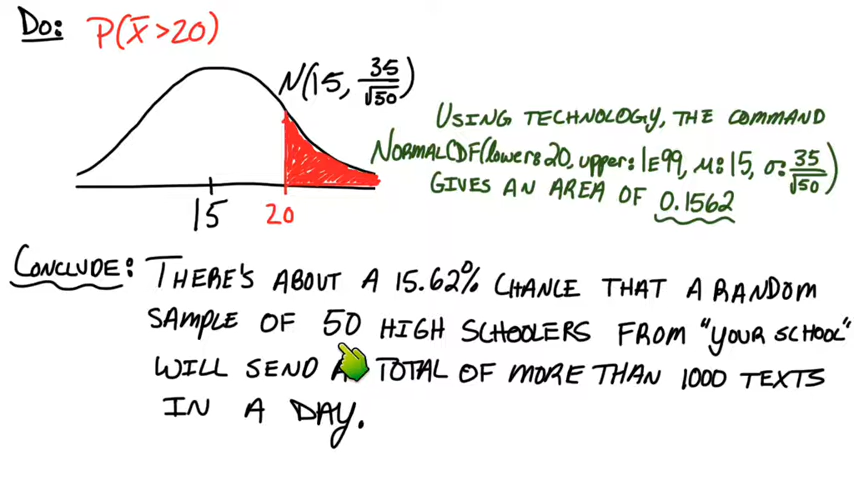 Do: P(x̄>20)
N(15, 35/√50)
15
20
USING TECHNOLOGY, THE COMMAND
NORMALCDF(lower:20, upper:1E99, μ:15, σ:35/√50)
GIVES AN AREA OF 0.1562
CONCLUDE: THERE'S ABOUT A 15.62% CHANCE THAT A RANDOM
SAMPLE OF 50 HIGH SCHOOLERS FROM "YOUR SCHOOL"
WILL SEND A TOTAL OF MORE THAN 1000 TEXTS
IN A DAY.